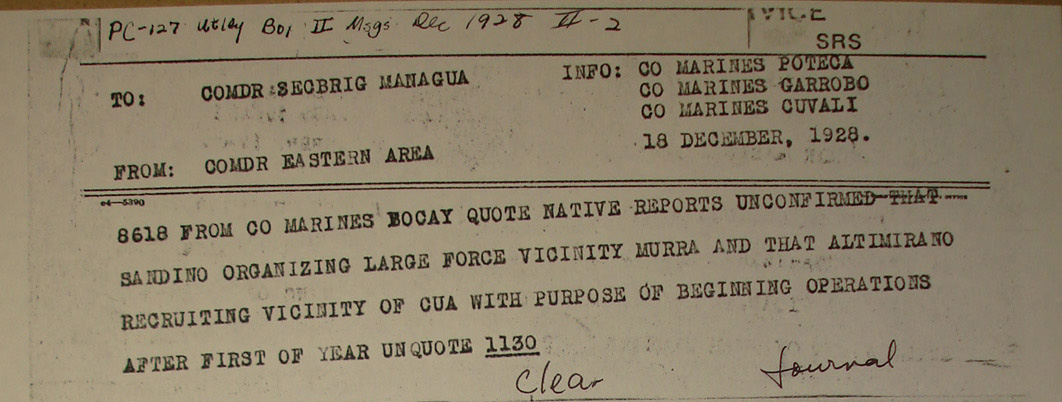 PC-127 Utley Box II Msgs Dec 1928 II-2
SRS
TO: COMDR SECBRIG MANAGUA
INFO: CO MARINES POTECA
CO MARINES GARROBO
CO MARINES CUVALI
18 DECEMBER, 1928.
FROM: COMDR EASTERN AREA
8618 FROM CO MARINES BOCAY QUOTE NATIVE REPORTS UNCONFIRMED THAT
SANDINO ORGANIZING LARGE FORCE VICINITY MURRA AND THAT ALTIMIRANO
RECRUITING VICINITY OF CUA WITH PURPOSE OF BEGINNING OPERATIONS
AFTER FIRST OF YEAR UNQUOTE 1130
Clear Journal